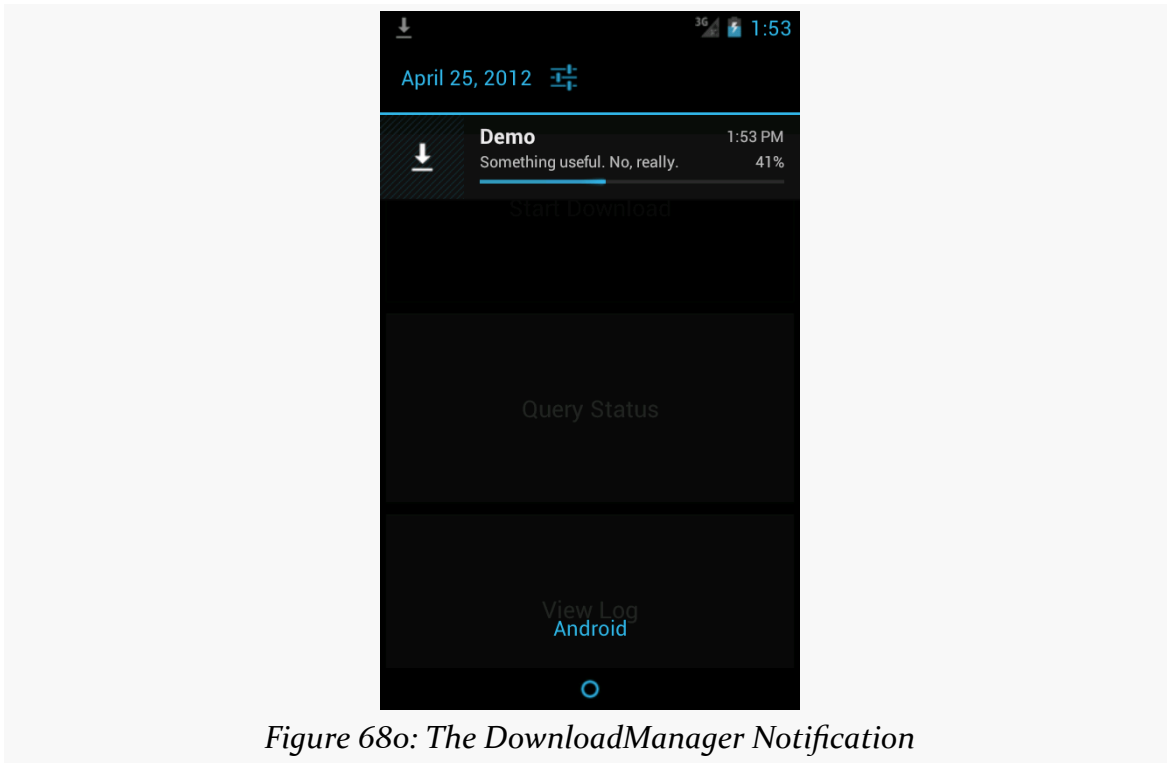 3G 1:53
April 25, 2012
Demo 1:53 PM
Something useful. No, really. 41%
Start Download
Query Status
View Log
Android
Figure 680: The DownloadManager Notification